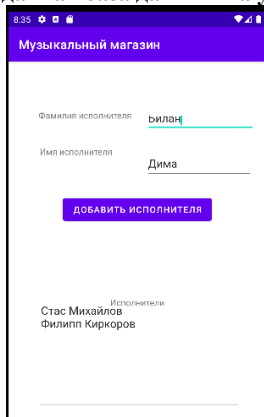 8:35
Музыкальный магазин
Фамилия исполнителя
Билан
Имя исполнителя
Дима
ДОБАВИТЬ ИСПОЛНИТЕЛЯ
Исполнители
Стас Михайлов
Филипп Киркоров